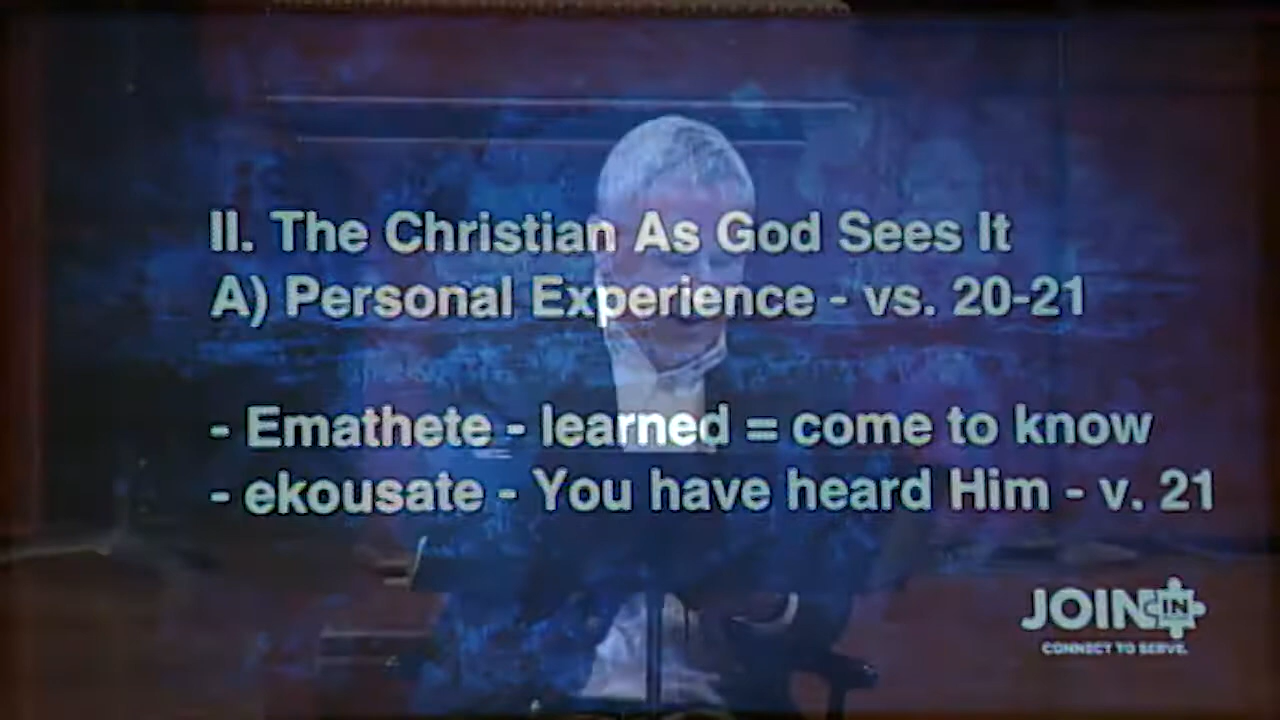 II. The Christian As God Sees It
A) Personal Experience - vs. 20-21
- Emathete - learned = come to know
- ekousate - You have heard Him - v. 21
JOIN IN
CONNECT TO SERVE.